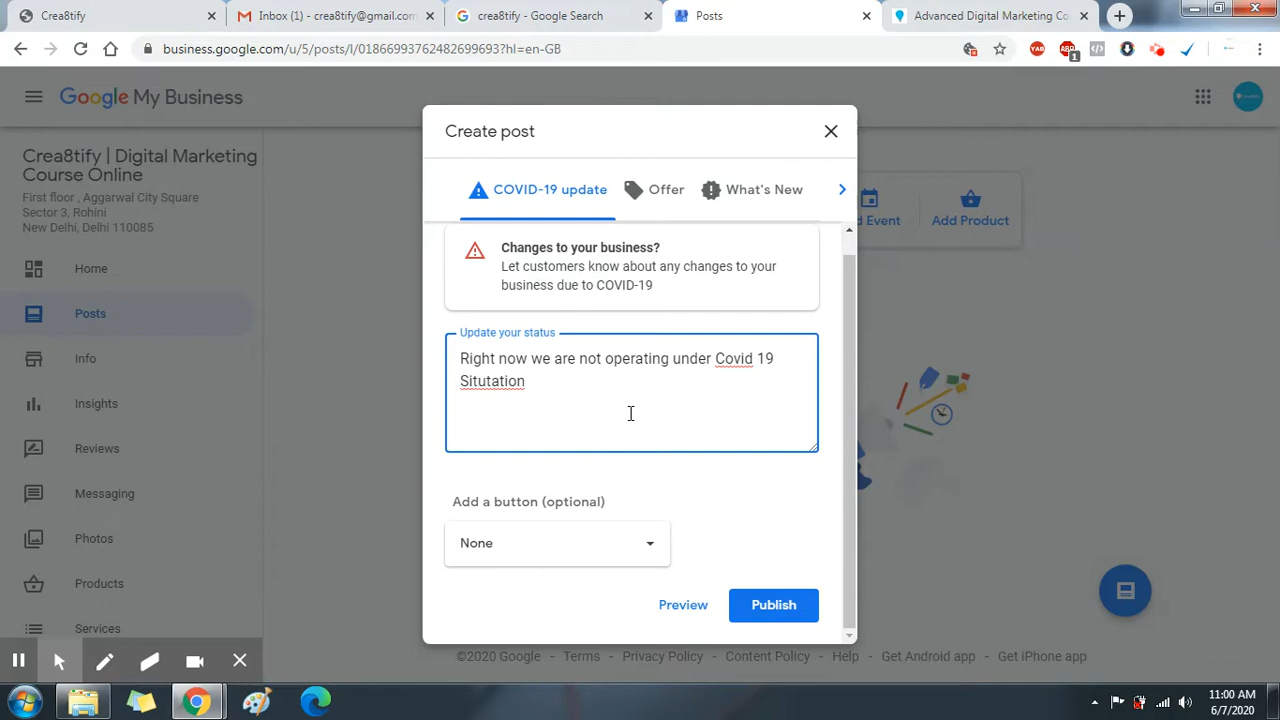 Crea8tify
Inbox (1) - crea8tify@gmail.com
crea8tify - Google Search
Posts
Advanced Digital Marketing Co
business.google.com/u/5/posts/l/01866993762482699693?hl=en-GB
YAB
ABP
1
Google My Business
Crea8tify | Digital Marketing
Course Online
First floor , Aggarwal City Square
Sector 3, Rohini
New Delhi, Delhi 110085
Home
Posts
Info
Insights
Reviews
Messaging
Photos
Products
Services
Create post
COVID-19 update
Offer
What's New
d Event
Add Product
Changes to your business?
Let customers know about any changes to your
business due to COVID-19
Update your status
Right now we are not operating under Covid 19
Situtation
Add a button (optional)
None
Preview
Publish
©2020 Google - Terms - Privacy Policy - Content Policy - Help - Get Android app - Get iPhone app
11:00 AM
6/7/2020